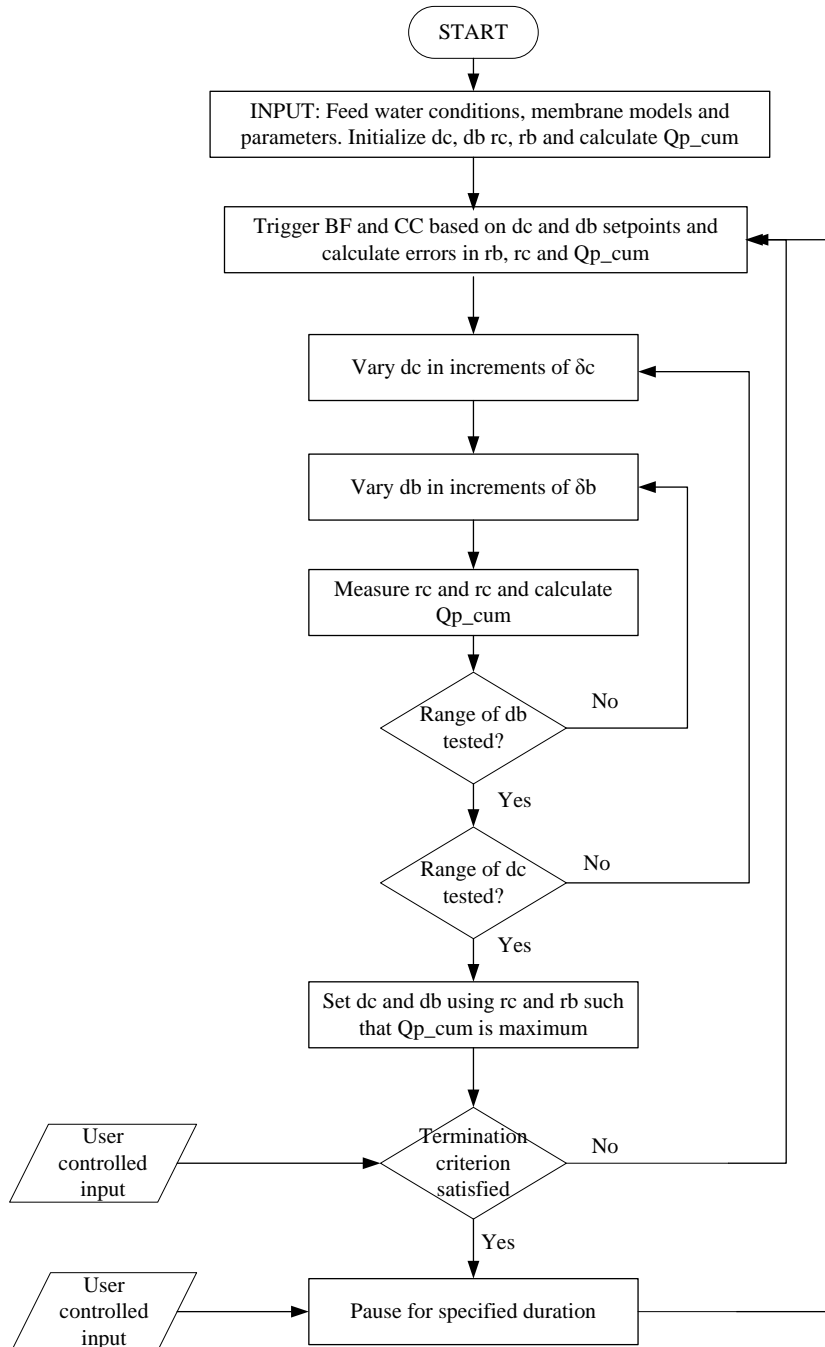 START
INPUT: Feed water conditions, membrane models and
parameters. Initialize dc, db rc, rb and calculate Qp_cum
Trigger BF and CC based on dc and db setpoints and
calculate errors in rb, rc and Qp_cum
Vary dc in increments of δc
Vary db in increments of δb
Measure rc and rc and calculate
Qp_cum
Range of db
tested?
No
Yes
Range of dc
tested?
No
Yes
Set dc and db using rc and rb such
that Qp_cum is maximum
User
controlled
input
Termination
criterion
satisfied
No
Yes
User
controlled
input
Pause for specified duration